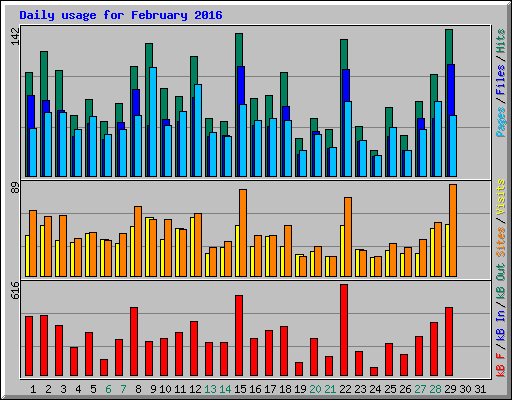 Daily usage for February 2016
142
Pages / Files / Hits
89
Sites / Visits
616
kB F / kB In / kB Out
1 2 3 4 5 6 7 8 9 10 11 12 13 14 15 16 17 18 19 20 21 22 23 24 25 26 27 28 29 30 31